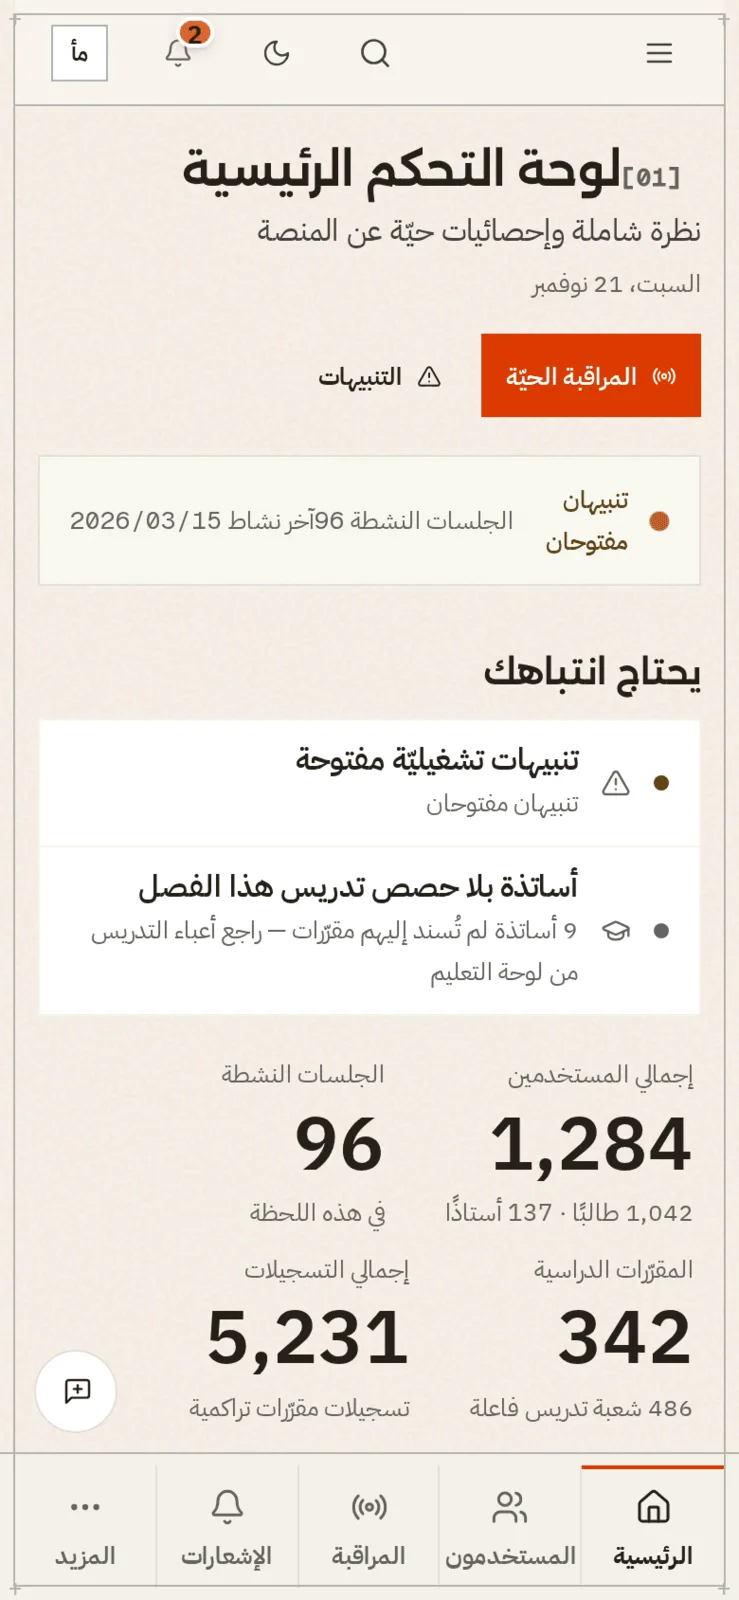 2
مأ
[01] لوحة التحكم الرئيسية
نظرة شاملة وإحصائيات حيّة عن المنصة
السبت، 21 نوفمبر
المراقبة الحيّة
التنبيهات
تنبيهان
مفتوحان
الجلسات النشطة 96آخر نشاط 2026/03/15
يحتاج انتباهك
تنبيهات تشغيليّة مفتوحة
تنبيهان مفتوحان
أساتذة بلا حصص تدريس هذا الفصل
9 أساتذة لم تُسند إليهم مقرّرات — راجع أعباء التدريس
من لوحة التعليم
إجمالي المستخدمين
1,284
1,042 طالبًا · 137 أستاذًا
الجلسات النشطة
96
في هذه اللحظة
المقرّرات الدراسية
342
486 شعبة تدريس فاعلة
إجمالي التسجيلات
5,231
تسجيلات مقرّرات تراكمية
الرئيسية
المستخدمون
المراقبة
الإشعارات
المزيد